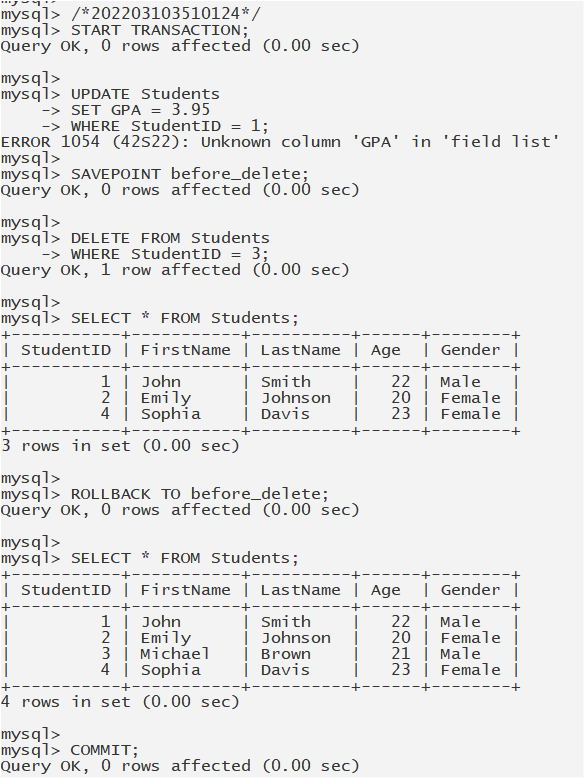 mysql>
mysql> /*202203103510124*/
mysql> START TRANSACTION;
Query OK, 0 rows affected (0.00 sec)

mysql>
mysql> UPDATE Students
    -> SET GPA = 3.95
    -> WHERE StudentID = 1;
ERROR 1054 (42S22): Unknown column 'GPA' in 'field list'
mysql>
mysql> SAVEPOINT before_delete;
Query OK, 0 rows affected (0.00 sec)

mysql>
mysql> DELETE FROM Students
    -> WHERE StudentID = 3;
Query OK, 1 row affected (0.00 sec)

mysql>
mysql> SELECT * FROM Students;
+-----------+-----------+----------+------+--------+
| StudentID | FirstName | LastName | Age  | Gender |
+-----------+-----------+----------+------+--------+
|         1 | John      | Smith    |   22 | Male   |
|         2 | Emily     | Johnson  |   20 | Female |
|         4 | Sophia    | Davis    |   23 | Female |
+-----------+-----------+----------+------+--------+
3 rows in set (0.00 sec)

mysql>
mysql> ROLLBACK TO before_delete;
Query OK, 0 rows affected (0.00 sec)

mysql>
mysql> SELECT * FROM Students;
+-----------+-----------+----------+------+--------+
| StudentID | FirstName | LastName | Age  | Gender |
+-----------+-----------+----------+------+--------+
|         1 | John      | Smith    |   22 | Male   |
|         2 | Emily     | Johnson  |   20 | Female |
|         3 | Michael   | Brown    |   21 | Male   |
|         4 | Sophia    | Davis    |   23 | Female |
+-----------+-----------+----------+------+--------+
4 rows in set (0.00 sec)

mysql>
mysql> COMMIT;
Query OK, 0 rows affected (0.00 sec)